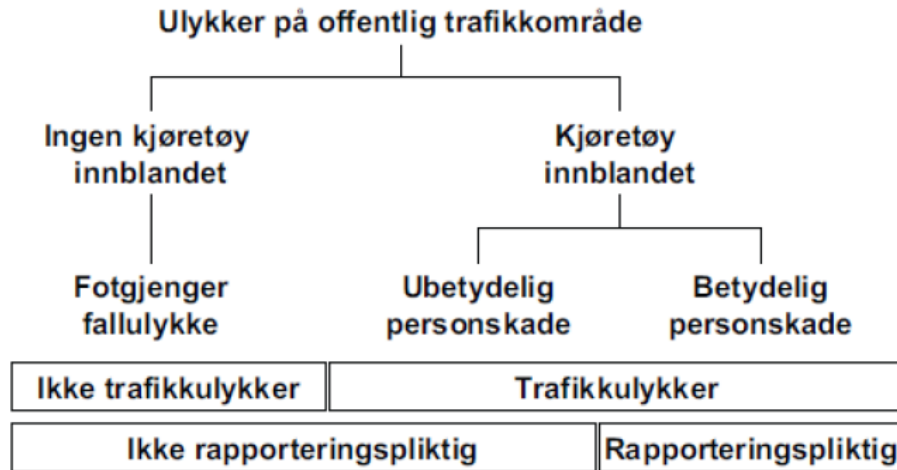 Ulykker på offentlig trafikkområde
Ingen kjøretøy
innblandet
Kjøretøy
innblandet
Fotgjenger
fallulykke
Ubetydelig
personskade
Betydelig
personskade
Ikke trafikkulykker
Trafikkulykker
Ikke rapporteringspliktig
Rapporteringspliktig